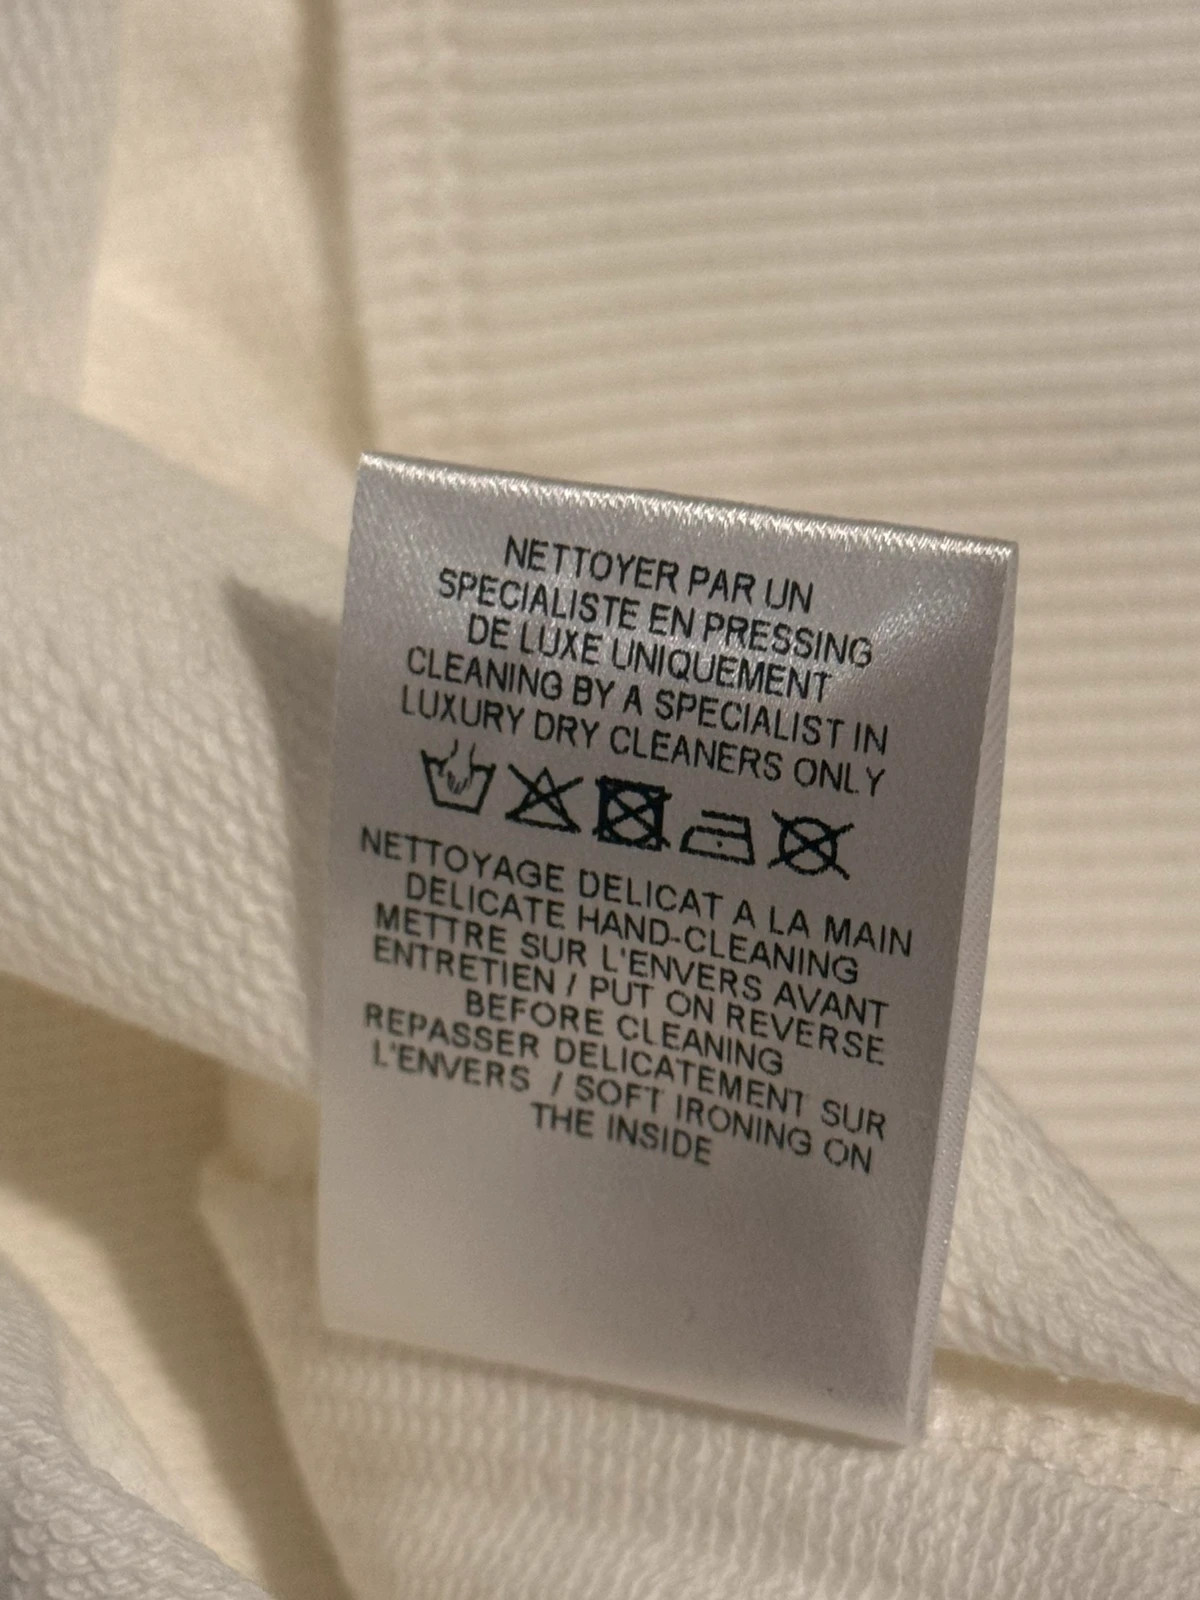 NETTOYER PAR UN
SPECIALISTE EN PRESSING
DE LUXE UNIQUEMENT
CLEANING BY A SPECIALIST IN
LUXURY DRY CLEANERS ONLY
NETTOYAGE DELICAT A LA MAIN
DELICATE HAND-CLEANING
METTRE SUR L'ENVERS AVANT
ENTRETIEN / PUT ON REVERSE
BEFORE CLEANING
REPASSER DELICATEMENT SUR
L'ENVERS / SOFT IRONING ON
THE INSIDE